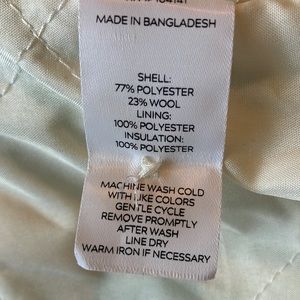 MADE IN BANGLADESH
SHELL:
77% POLYESTER
23% WOOL
LINING:
100% POLYESTER
INSULATION:
100% POLYESTER
MACHINE WASH COLD
WITH LIKE COLORS
GENTLE CYCLE
REMOVE PROMPTLY
AFTER WASH
LINE DRY
WARM IRON IF NECESSARY